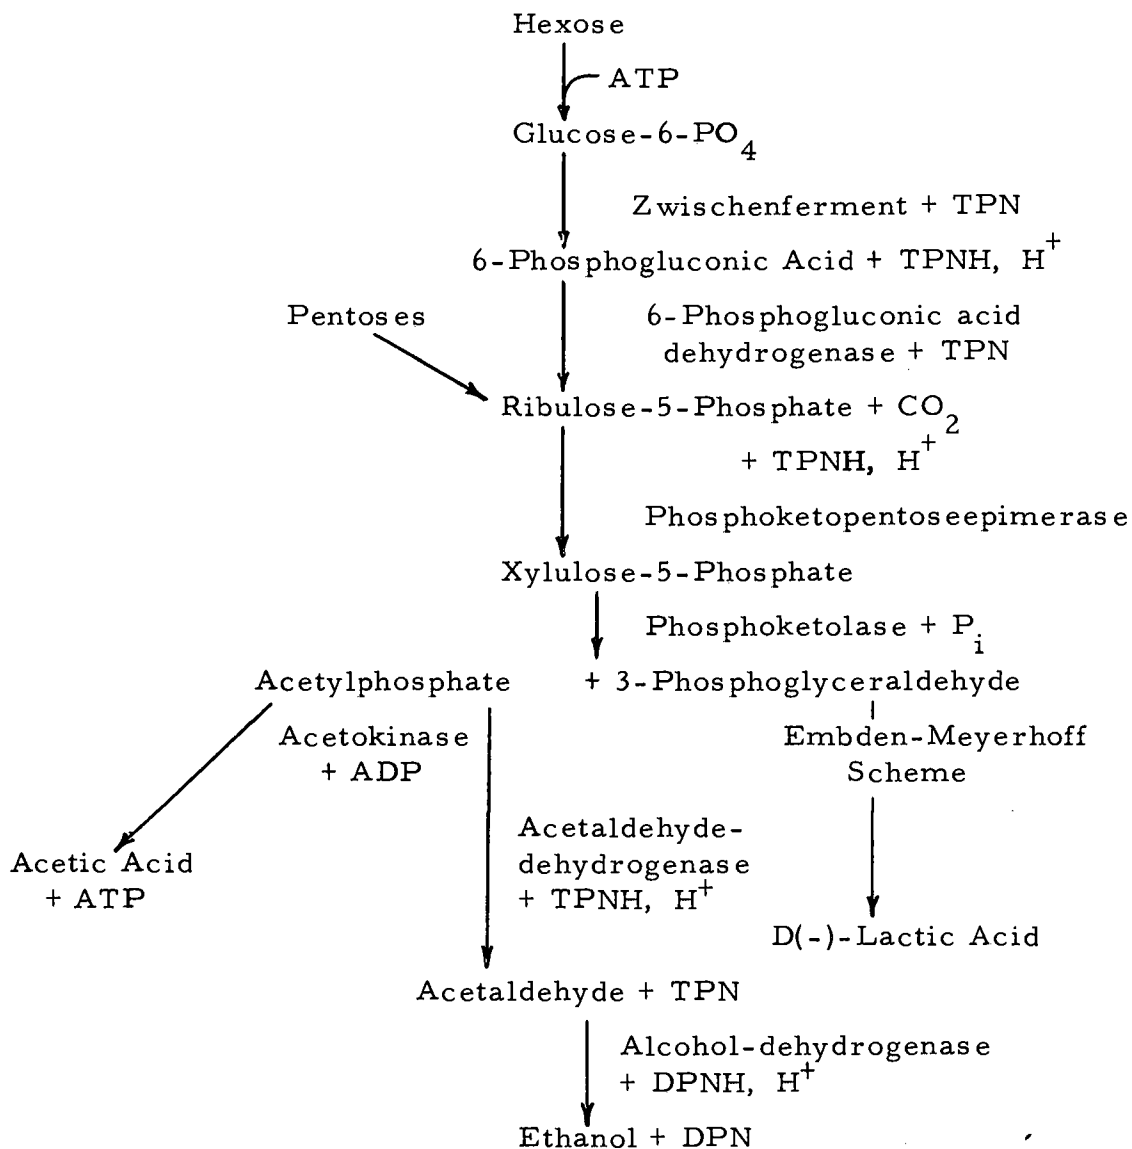 Hexose
ATP
Glucose-6-PO4
Zwischenferment + TPN
6-Phosphogluconic Acid + TPNH, H+
Pentoses
6-Phosphogluconic acid
dehydrogenase + TPN
Ribulose-5-Phosphate + CO2
+ TPNH, H+
Phosphoketopentoseepimerase
Xylulose-5-Phosphate
Phosphoketolase + Pi
Acetylphosphate + 3-Phosphoglyceraldehyde
Acetokinase
+ ADP
Embden-Meyerhoff
Scheme
Acetic Acid
+ ATP
Acetaldehyde-
dehydrogenase
+ TPNH, H+
D(-)-Lactic Acid
Acetaldehyde + TPN
Alcohol-dehydrogenase
+ DPNH, H+
Ethanol + DPN